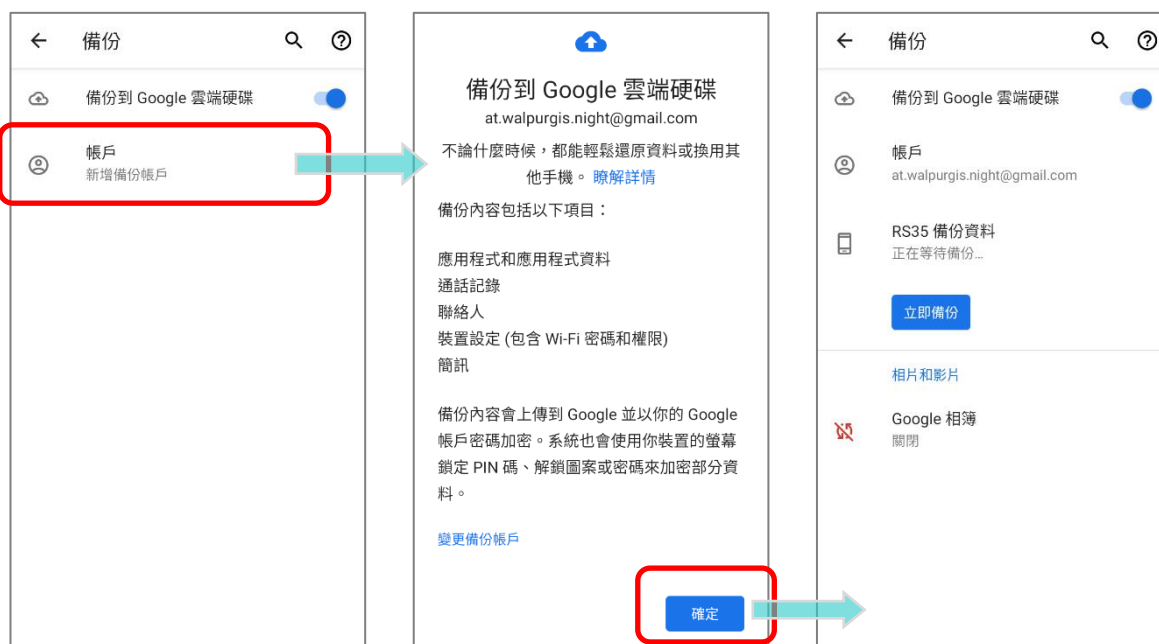 備份
備份到 Google 雲端硬碟
帳戶
新增備份帳戶
備份到 Google 雲端硬碟
at.walpurgis.night@gmail.com
不論什麼時候，都能輕鬆還原資料或換用其
他手機。 瞭解詳情
備份內容包括以下項目：
應用程式和應用程式資料
通話記錄
聯絡人
裝置設定 (包含 Wi-Fi 密碼和權限)
簡訊
備份內容會上傳到 Google 並以你的 Google
帳戶密碼加密。系統也會使用你裝置的螢幕
鎖定 PIN 碼、解鎖圖案或密碼來加密部分資
料。
變更備份帳戶
確定
備份
備份到 Google 雲端硬碟
帳戶
at.walpurgis.night@gmail.com
RS35 備份資料
正在等待備份…
立即備份
相片和影片
Google 相簿
關閉